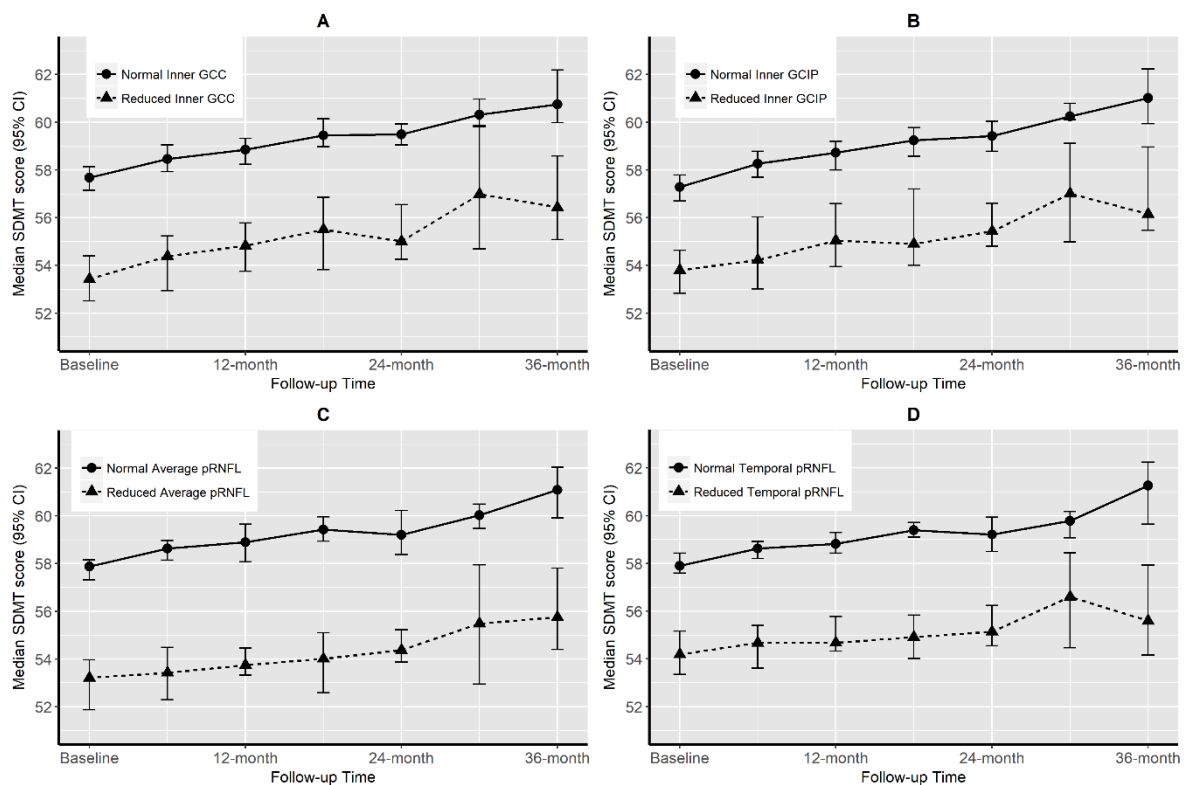 A
Median SDMT score (95% CI)
62
60
58
56
54
52
Normal Inner GCC
Reduced Inner GCC
Baseline 12-month 24-month 36-month
Follow-up Time
B
Median SDMT score (95% CI)
62
60
58
56
54
52
Normal Inner GCIP
Reduced Inner GCIP
Baseline 12-month 24-month 36-month
Follow-up Time
C
Median SDMT score (95% CI)
62
60
58
56
54
52
Normal Average pRNFL
Reduced Average pRNFL
Baseline 12-month 24-month 36-month
Follow-up Time
D
Median SDMT score (95% CI)
62
60
58
56
54
52
Normal Temporal pRNFL
Reduced Temporal pRNFL
Baseline 12-month 24-month 36-month
Follow-up Time